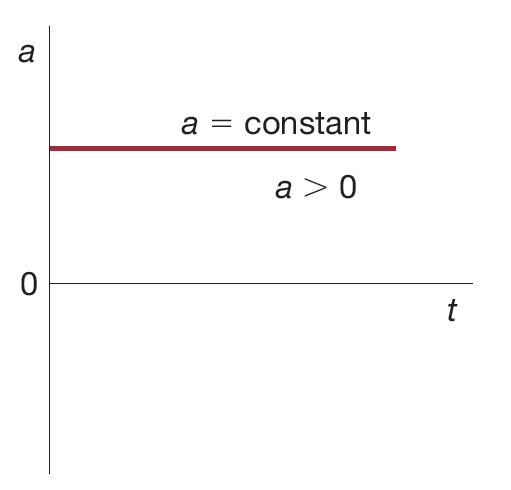 a
a = constant
a > 0
0
t